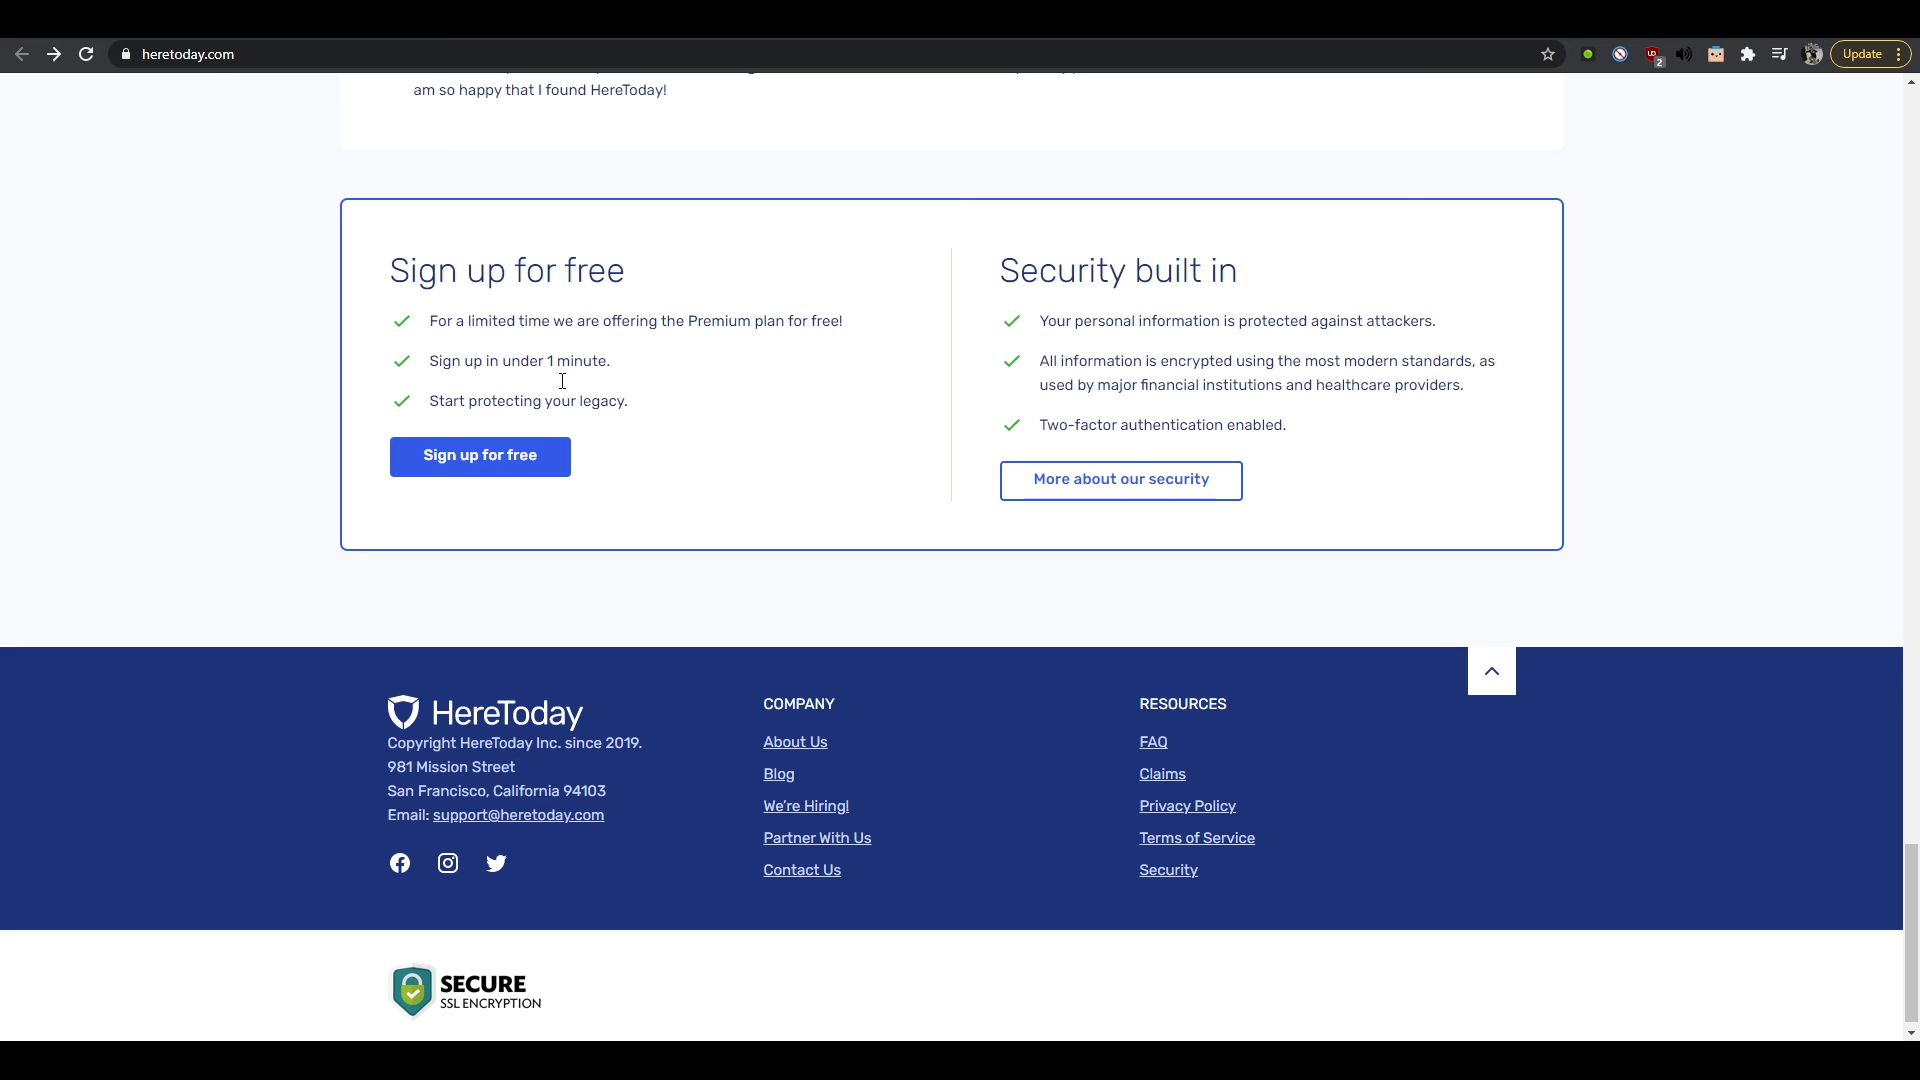 heretoday.com
Update
2
am so happy that I found HereToday!
Sign up for free
For a limited time we are offering the Premium plan for free!
Sign up in under 1 minute.
Start protecting your legacy.
Sign up for free
Security built in
Your personal information is protected against attackers.
All information is encrypted using the most modern standards, as
used by major financial institutions and healthcare providers.
Two-factor authentication enabled.
More about our security
HereToday
Copyright HereToday Inc. since 2019.
981 Mission Street
San Francisco, California 94103
Email: support@heretoday.com
COMPANY
About Us
Blog
We're Hiring!
Partner With Us
Contact Us
RESOURCES
FAQ
Claims
Privacy Policy
Terms of Service
Security
SECURE
SSL ENCRYPTION